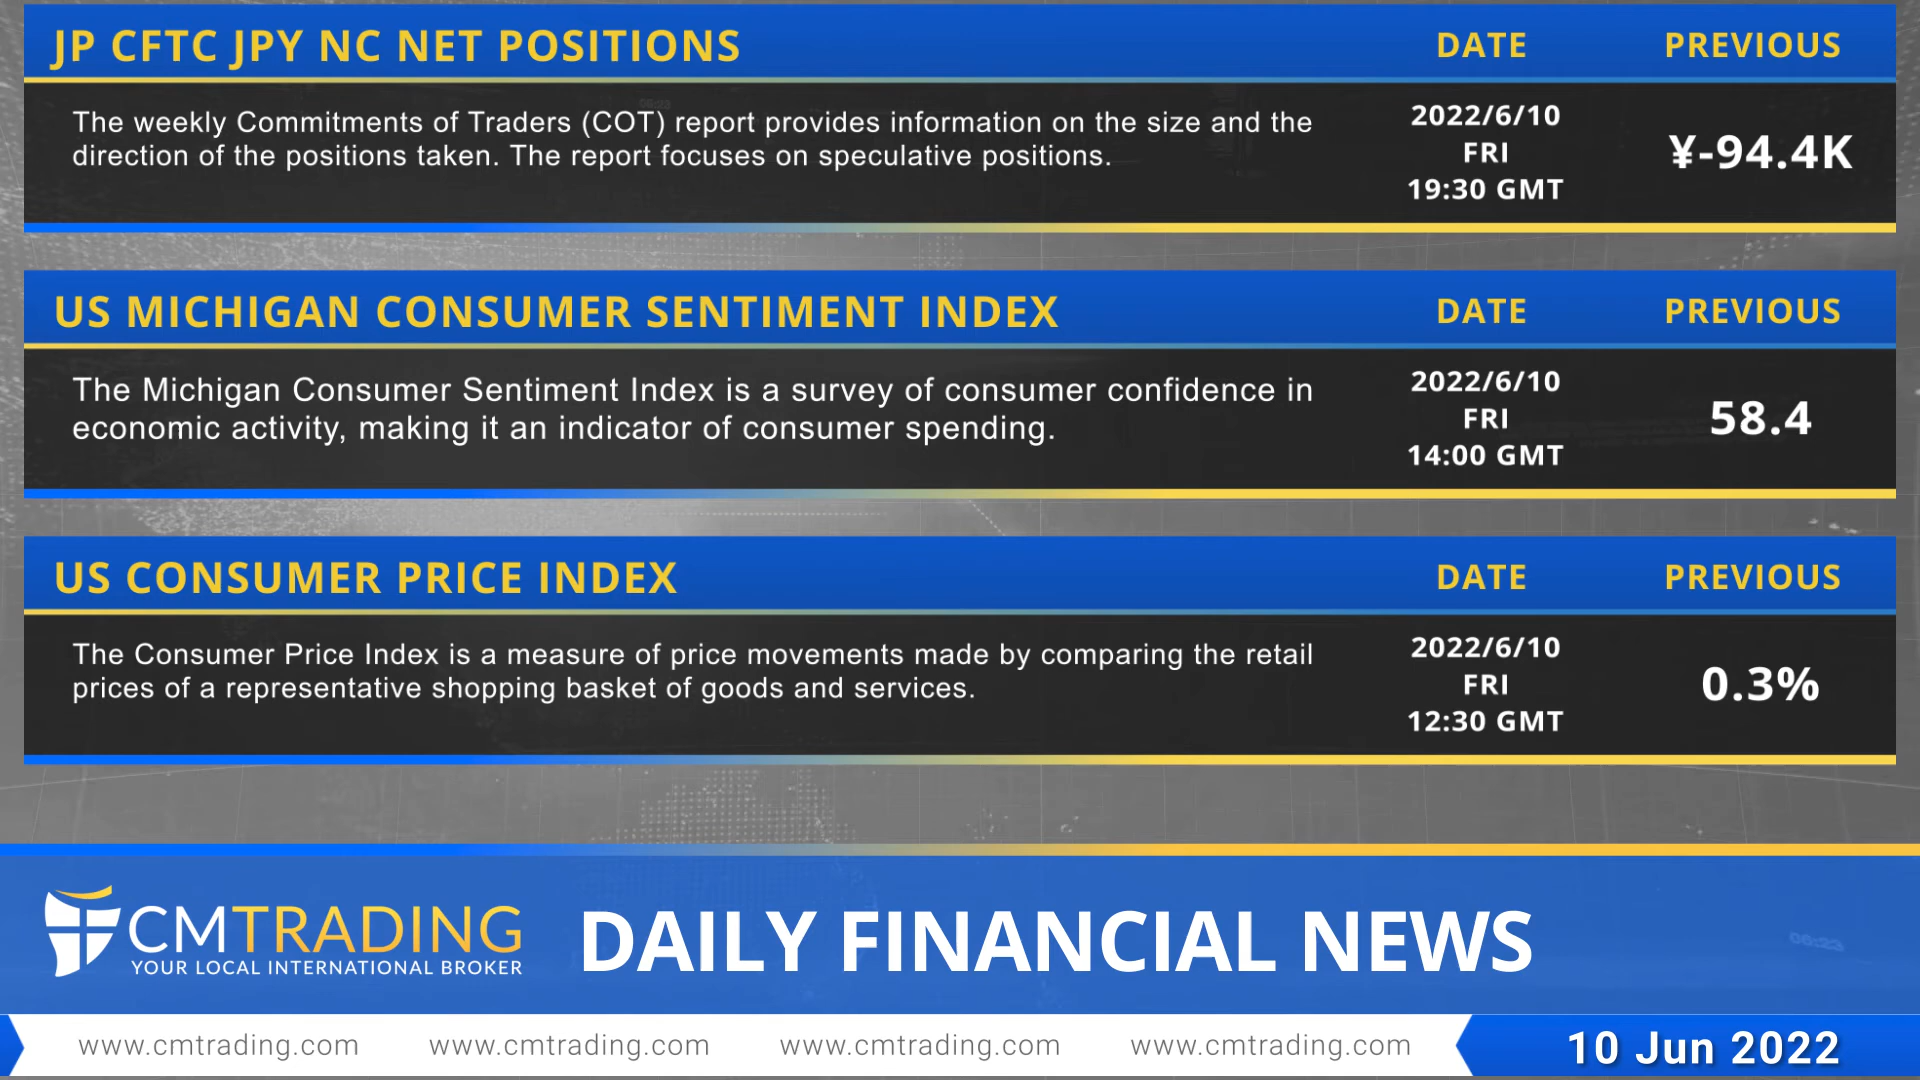 JP CFTC JPY NC NET POSITIONS DATE PREVIOUS
The weekly Commitments of Traders (COT) report provides information on the size and the
direction of the positions taken. The report focuses on speculative positions.
2022/6/10
FRI
19:30 GMT
¥-94.4K
US MICHIGAN CONSUMER SENTIMENT INDEX DATE PREVIOUS
The Michigan Consumer Sentiment Index is a survey of consumer confidence in
economic activity, making it an indicator of consumer spending.
2022/6/10
FRI
14:00 GMT
58.4
US CONSUMER PRICE INDEX DATE PREVIOUS
The Consumer Price Index is a measure of price movements made by comparing the retail
prices of a representative shopping basket of goods and services.
2022/6/10
FRI
12:30 GMT
0.3%
CMTRADING
YOUR LOCAL INTERNATIONAL BROKER
DAILY FINANCIAL NEWS
www.cmtrading.com www.cmtrading.com www.cmtrading.com www.cmtrading.com
10 Jun 2022